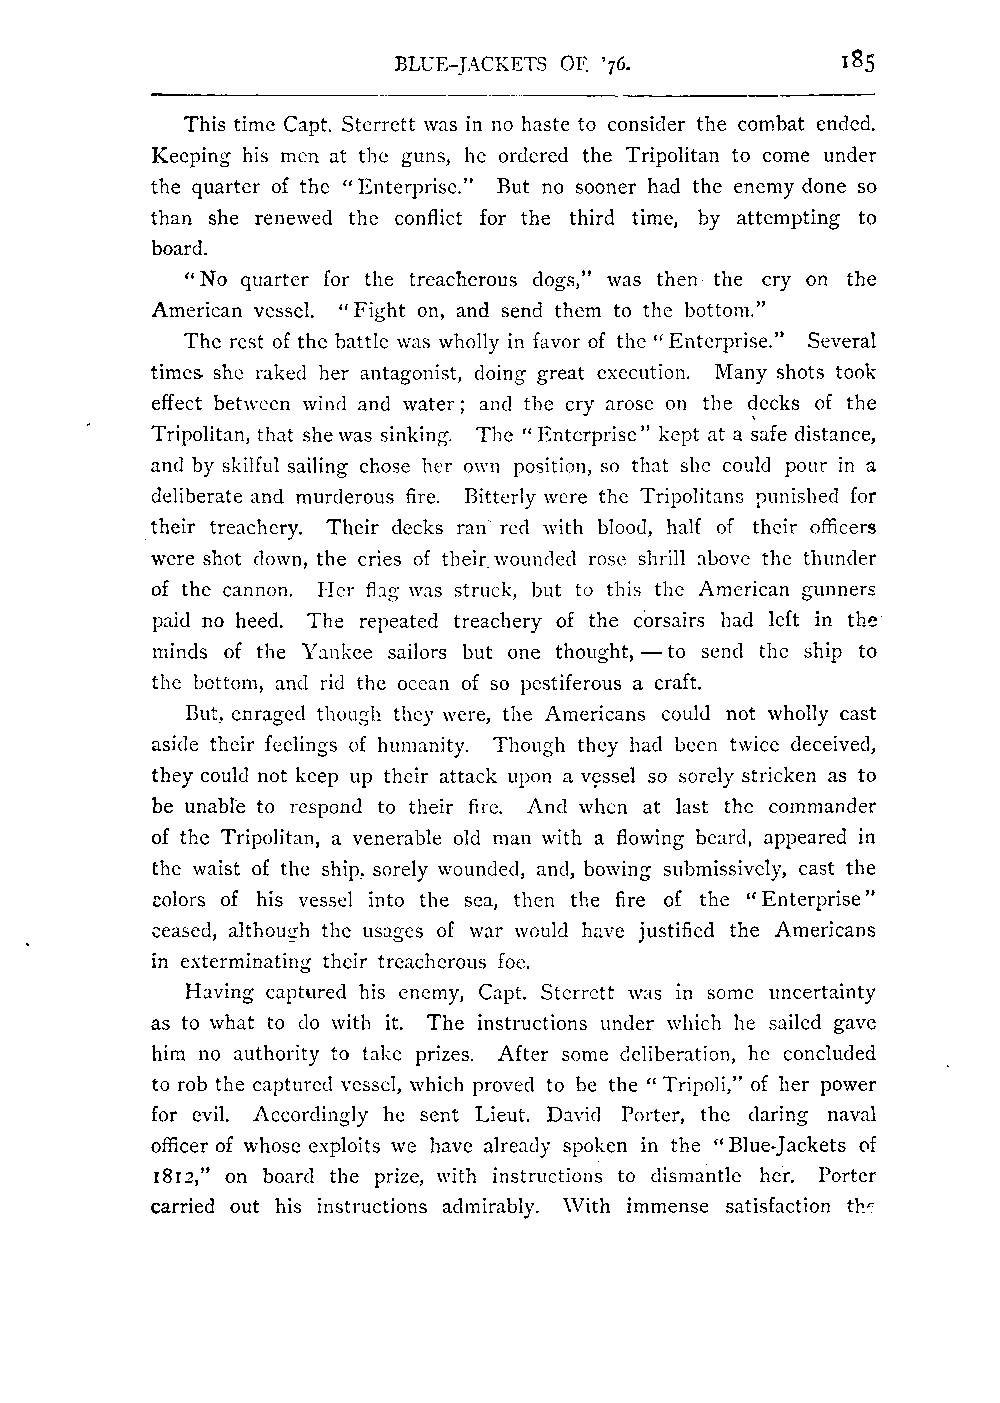 BLUE-JACKETS OF '76. 185
This time Capt. Sterrett was in no haste to consider the combat ended.
Keeping his men at the guns, he ordered the Tripolitan to come under
the quarter of the "Enterprise." But no sooner had the enemy done so
than she renewed the conflict for the third time, by attempting to
board.
"No quarter for the treacherous dogs," was then the cry on the
American vessel. "Fight on, and send them to the bottom."
The rest of the battle was wholly in favor of the "Enterprise." Several
times she raked her antagonist, doing great execution. Many shots took
effect between wind and water; and the cry arose on the decks of the
Tripolitan, that she was sinking. The "Enterprise" kept at a safe distance,
and by skilful sailing chose her own position, so that she could pour in a
deliberate and murderous fire. Bitterly were the Tripolitans punished for
their treachery. Their decks ran red with blood, half of their officers
were shot down, the cries of their wounded rose shrill above the thunder
of the cannon. Her flag was struck, but to this the American gunners
paid no heed. The repeated treachery of the corsairs had left in the
minds of the Yankee sailors but one thought, — to send the ship to
the bottom, and rid the ocean of so pestiferous a craft.
But, enraged though they were, the Americans could not wholly cast
aside their feelings of humanity. Though they had been twice deceived,
they could not keep up their attack upon a vessel so sorely stricken as to
be unable to respond to their fire. And when at last the commander
of the Tripolitan, a venerable old man with a flowing beard, appeared in
the waist of the ship, sorely wounded, and, bowing submissively, cast the
colors of his vessel into the sea, then the fire of the "Enterprise"
ceased, although the usages of war would have justified the Americans
in exterminating their treacherous foe.
Having captured his enemy, Capt. Sterrett was in some uncertainty
as to what to do with it. The instructions under which he sailed gave
him no authority to take prizes. After some deliberation, he concluded
to rob the captured vessel, which proved to be the "Tripoli," of her power
for evil. Accordingly he sent Lieut. David Porter, the daring naval
officer of whose exploits we have already spoken in the "Blue-Jackets of
1812," on board the prize, with instructions to dismantle her. Porter
carried out his instructions admirably. With immense satisfaction the